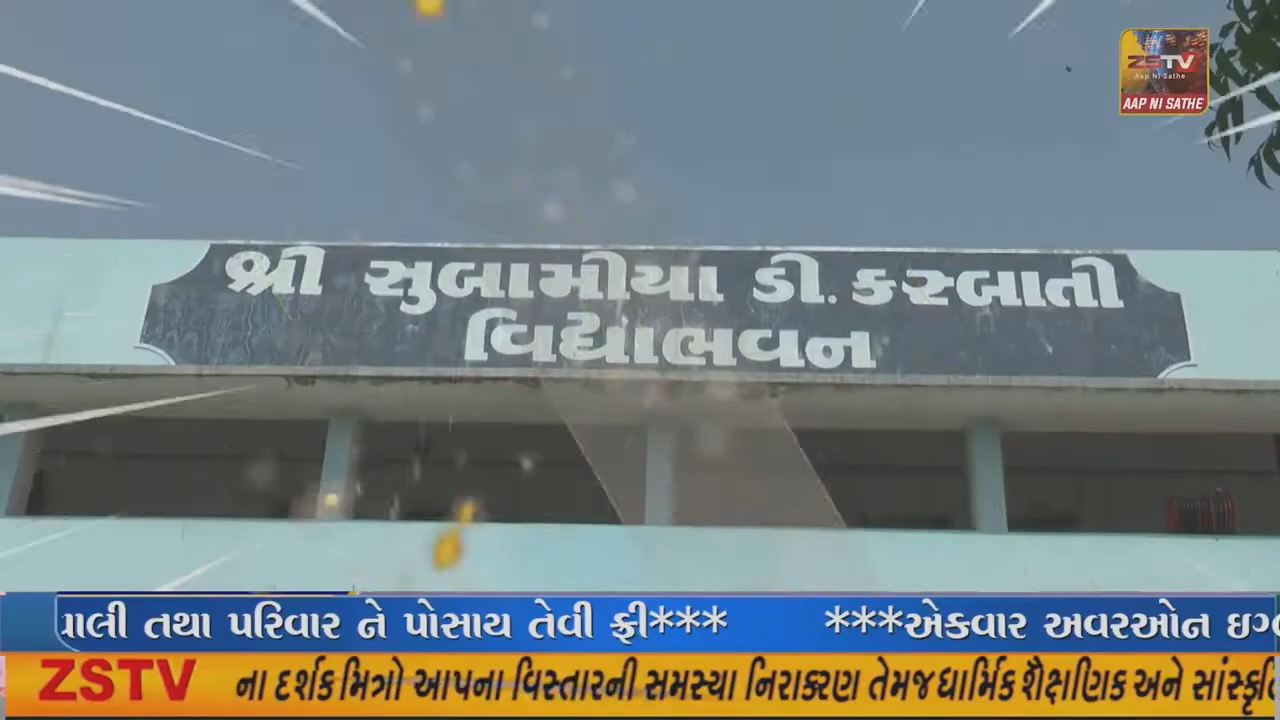 ZSTV
Aap Ni Sathe
AAP NI SATHE
શ્રી સુબામીયા ડી. કસ્બાતી
વિદ્યાભવન
તથા પરિવાર ને પોસાય તેવી ફી*** ***એકવાર અવરઓન
ZSTV ના દર્શક મિત્રો આપના વિસ્તારની સમસ્યા નિરાકરણ તેમજ ધાર્મિક શૈક્ષણિક અને